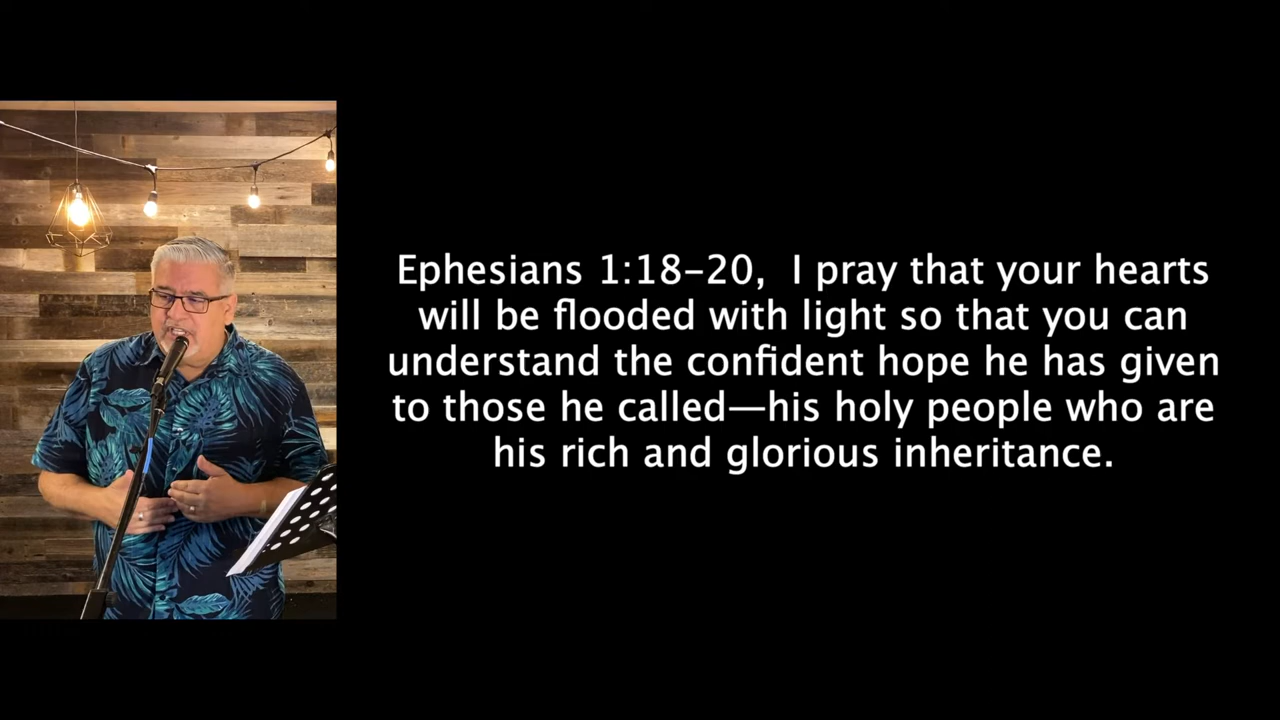 Ephesians 1:18-20,  I pray that your hearts
will be flooded with light so that you can
understand the confident hope he has given
to those he called—his holy people who are
his rich and glorious inheritance.